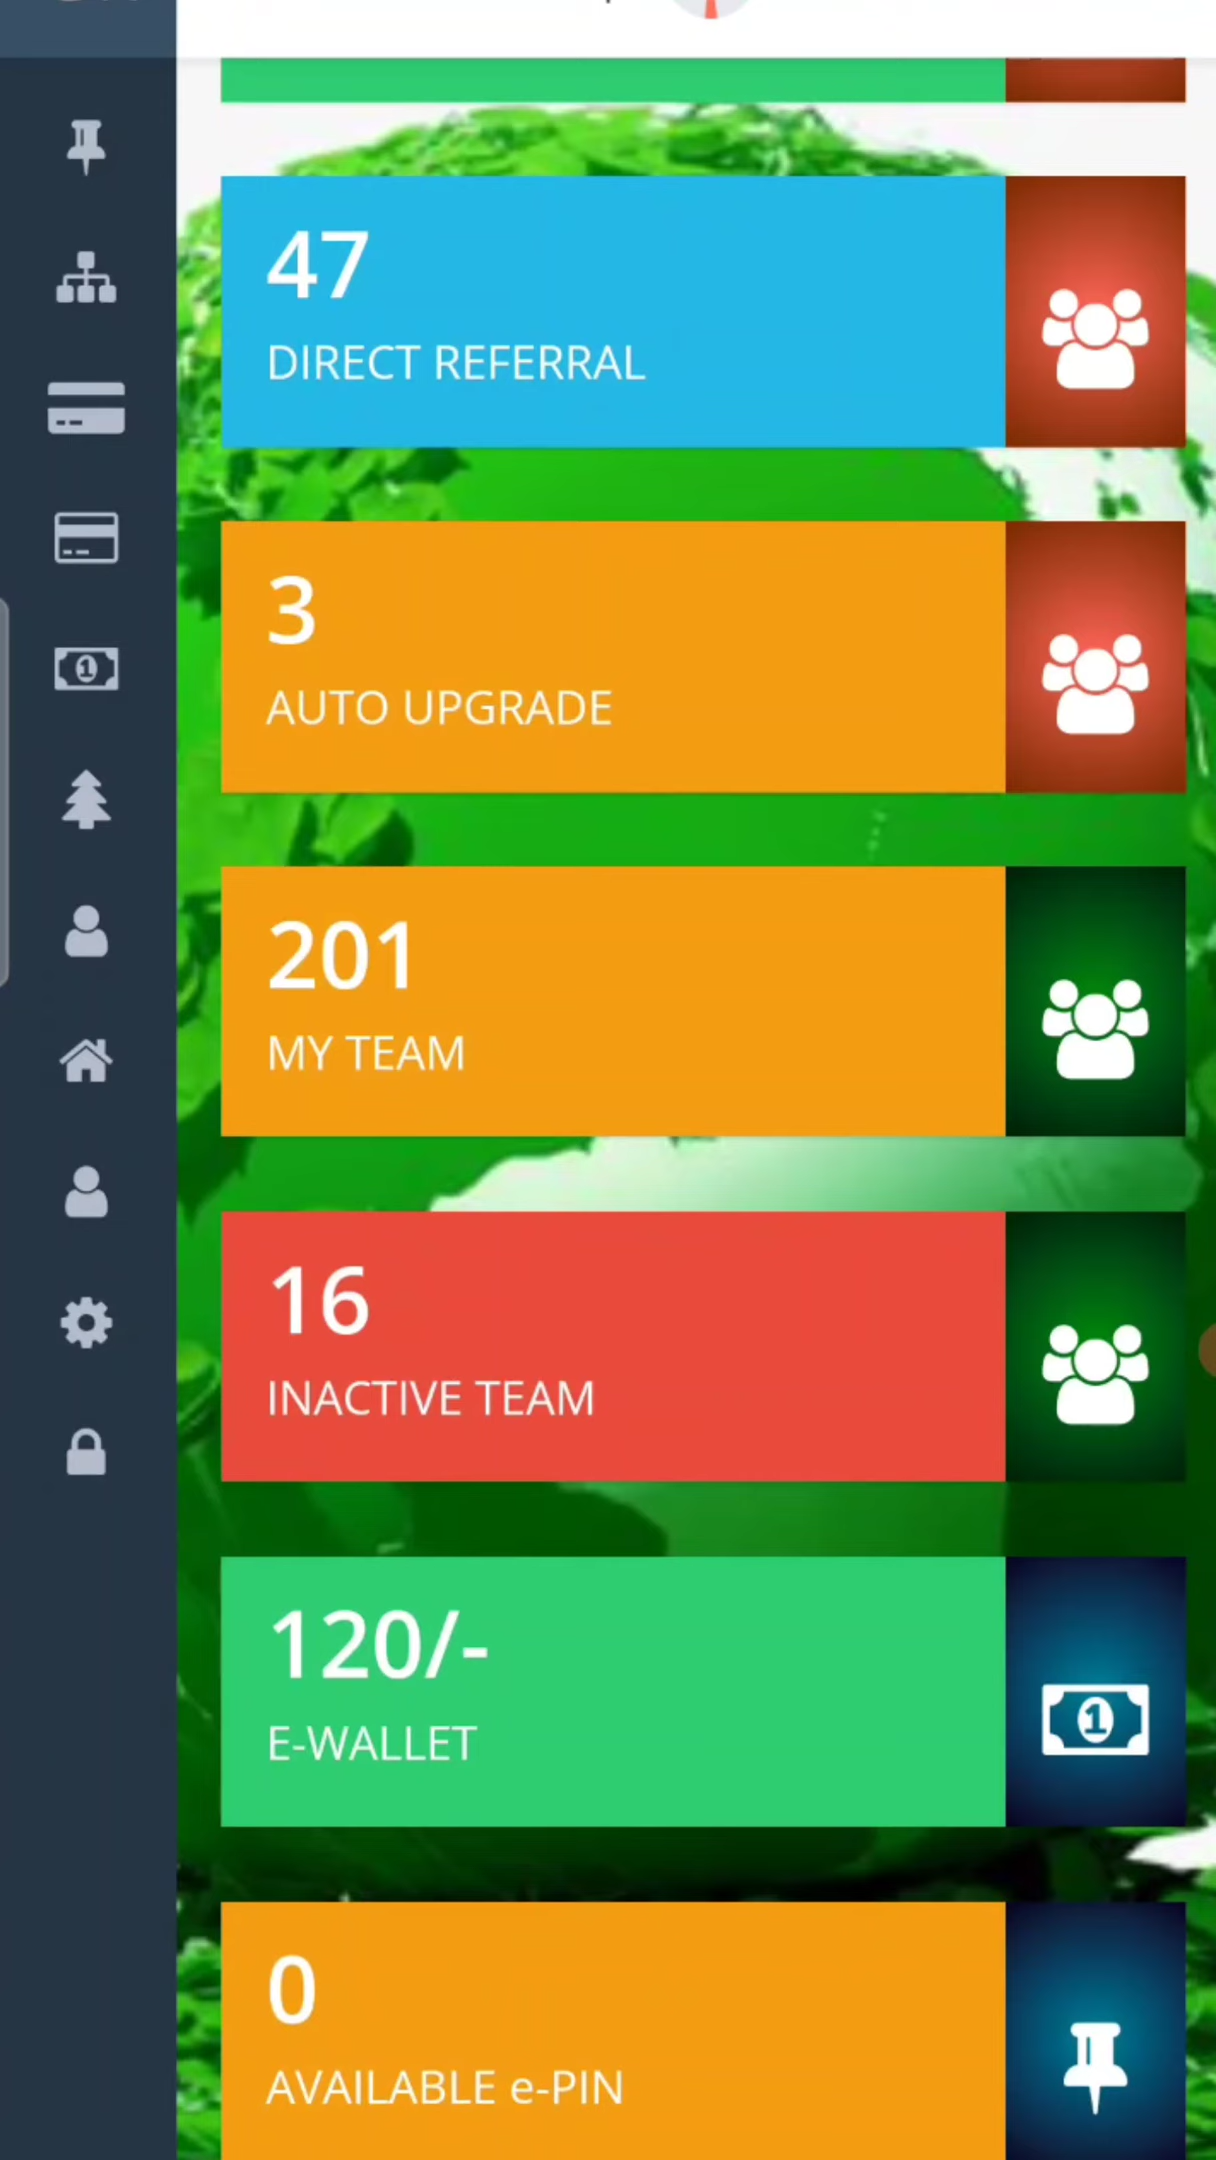 47
DIRECT REFERRAL
3
AUTO UPGRADE
201
MY TEAM
16
INACTIVE TEAM
120/-
E-WALLET
0
AVAILABLE e-PIN